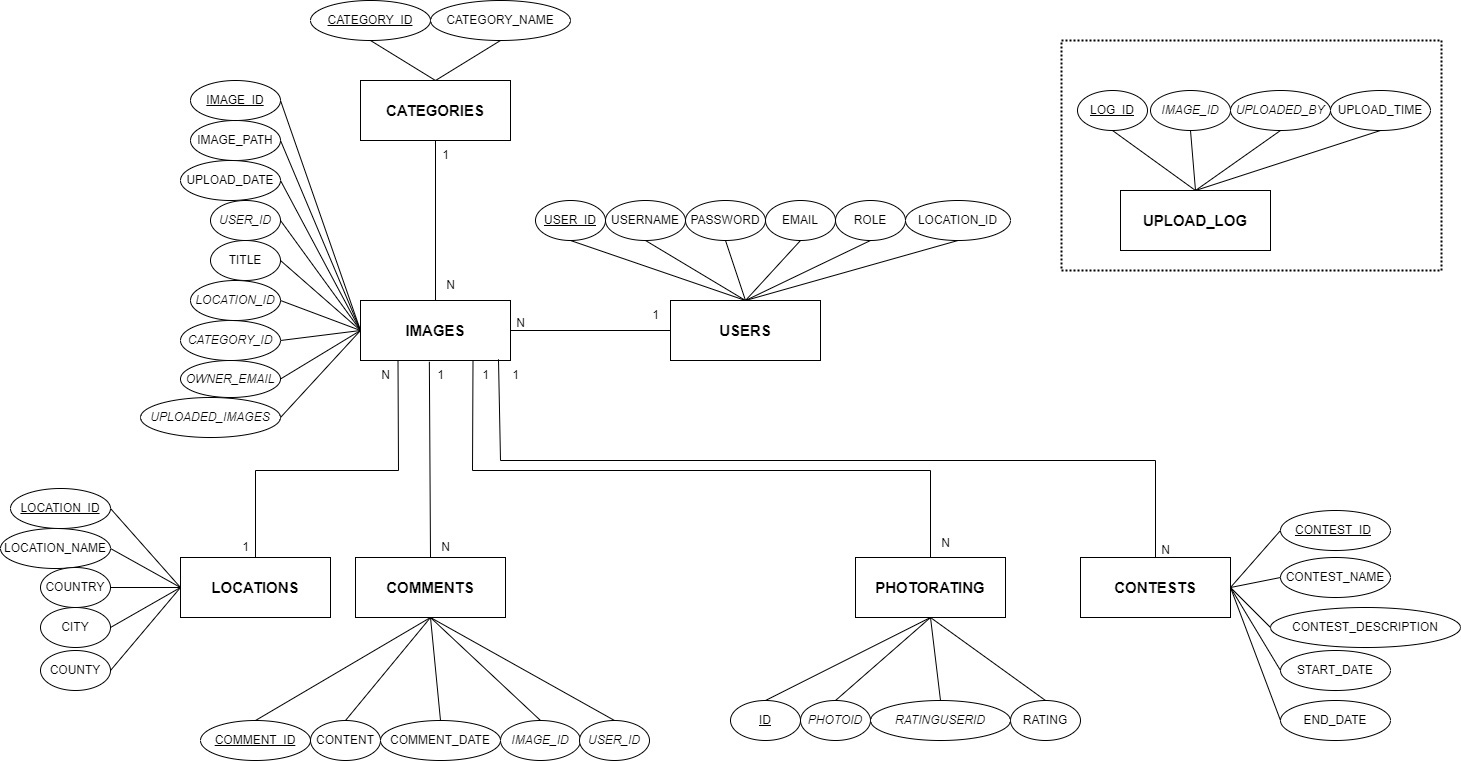 CATEGORY_ID
CATEGORY_NAME
CATEGORIES
1
IMAGE_ID
IMAGE_PATH
UPLOAD_DATE
USER_ID
TITLE
LOCATION_ID
CATEGORY_ID
OWNER_EMAIL
UPLOADED_IMAGES
N
IMAGES
N
1
USER_ID
USERNAME
PASSWORD
EMAIL
ROLE
LOCATION_ID
USERS
LOG_ID
IMAGE_ID
UPLOADED_BY
UPLOAD_TIME
UPLOAD_LOG
N
1
1
1
LOCATION_ID
LOCATION_NAME
COUNTRY
CITY
COUNTY
1
LOCATIONS
N
COMMENTS
COMMENT_ID
CONTENT
COMMENT_DATE
IMAGE_ID
USER_ID
N
PHOTORATING
ID
PHOTOID
RATINGUSERID
RATING
N
CONTESTS
CONTEST_ID
CONTEST_NAME
CONTEST_DESCRIPTION
START_DATE
END_DATE